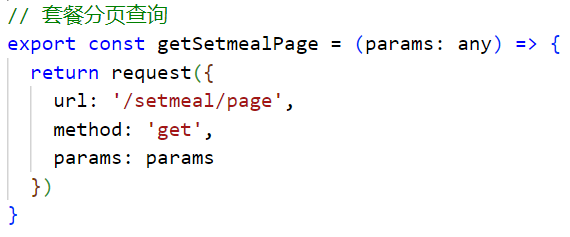 // 套餐分页查询
export const getSetmealPage = (params: any) => {
  return request({
    url: '/setmeal/page',
    method: 'get',
    params: params
  })
}